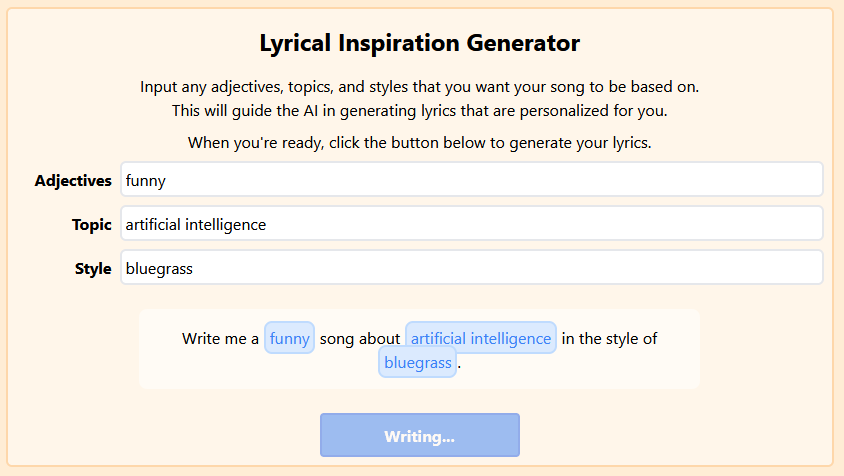 Lyrical Inspiration Generator
Input any adjectives, topics, and styles that you want your song to be based on.
This will guide the AI in generating lyrics that are personalized for you.
When you're ready, click the button below to generate your lyrics.
Adjectives funny
Topic artificial intelligence
Style bluegrass
Write me a funny song about artificial intelligence in the style of
bluegrass.
Writing...